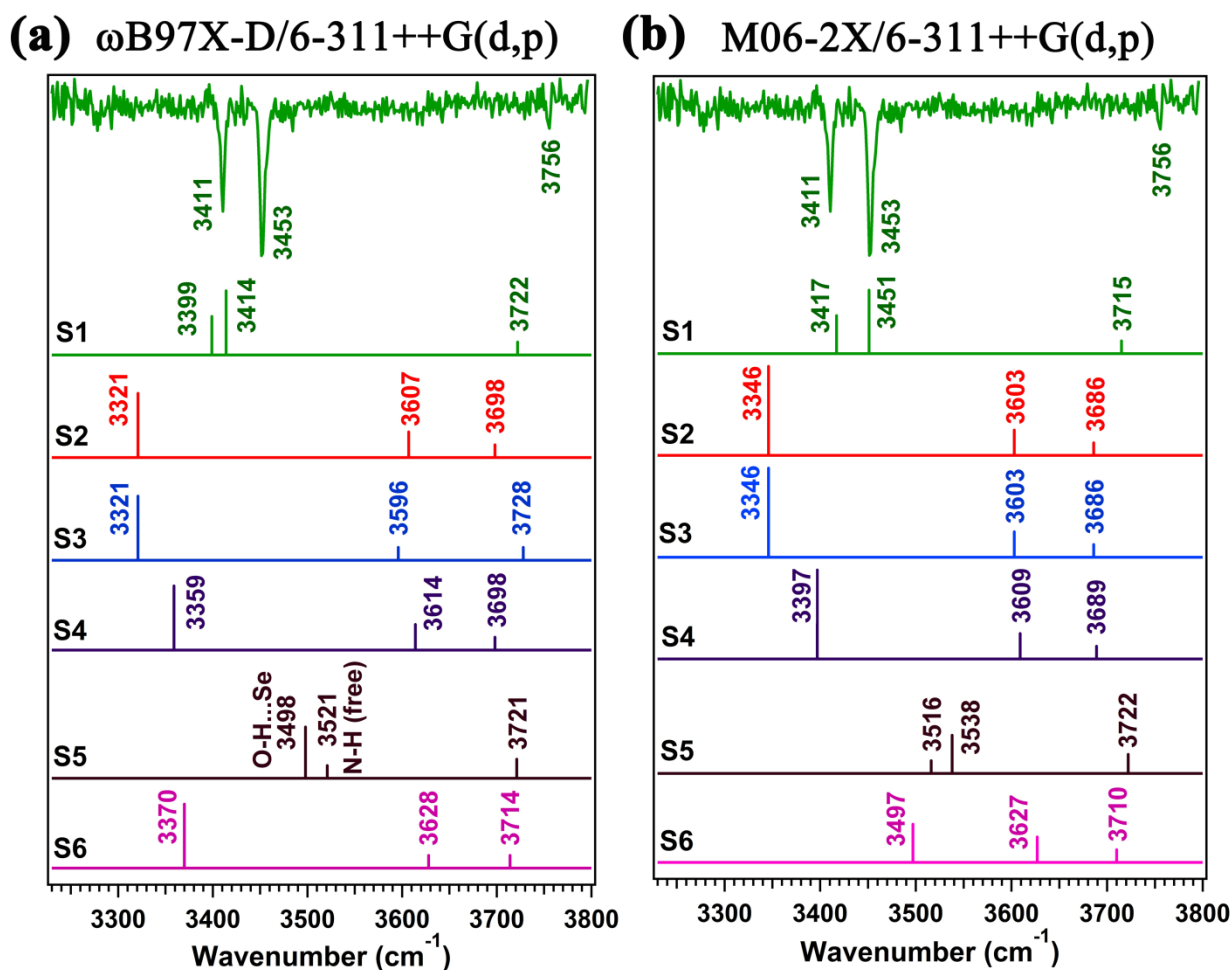 (a) ωB97X-D/6-311++G(d,p)
3411
3453
3756
S1
3399
3414
3722
S2
3321
3607
3698
S3
3321
3596
3728
S4
3359
3614
3698
S5
O-H...Se
3498
3521
N-H (free)
3721
S6
3370
3628
3714
3300 3400 3500 3600 3700 3800
Wavenumber (cm⁻¹)
(b) M06-2X/6-311++G(d,p)
3411
3453
3756
S1
3417
3451
3715
S2
3346
3603
3686
S3
3346
3603
3686
S4
3397
3609
3689
S5
3516
3538
3722
S6
3497
3627
3710
3300 3400 3500 3600 3700 3800
Wavenumber (cm⁻¹)